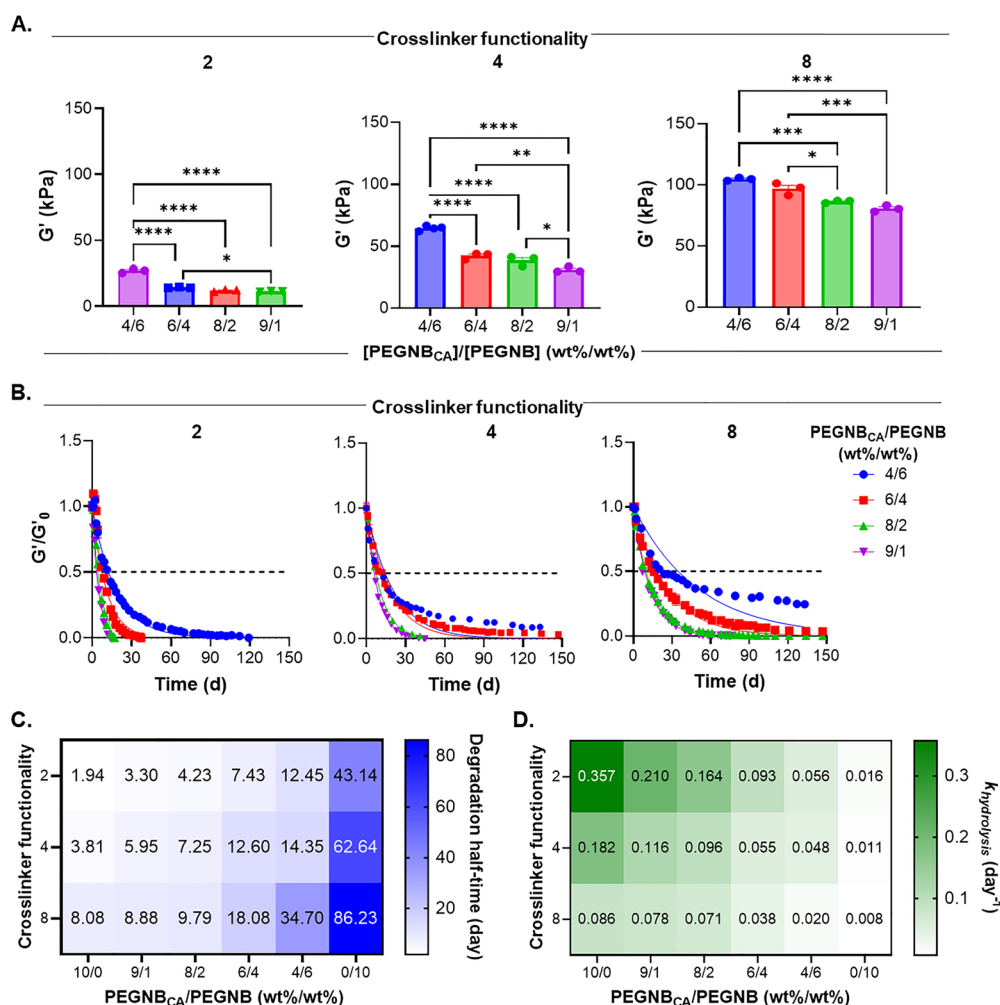 A.
Crosslinker functionality
2 4 8
G' (kPa)
150
100
50
0
4/6 6/4 8/2 9/1
****
****
****
*
G' (kPa)
150
100
50
0
4/6 6/4 8/2 9/1
****
**
****
****
*
G' (kPa)
150
100
50
0
4/6 6/4 8/2 9/1
****
***
***
*
[PEGNBCA]/[PEGNB] (wt%/wt%)
B.
Crosslinker functionality
2 4 8
G'/G'0
1.5
1.0
0.5
0.0
0 30 60 90 120 150
Time (d)
1.5
1.0
0.5
0.0
0 30 60 90 120 150
Time (d)
1.5
1.0
0.5
0.0
0 30 60 90 120 150
Time (d)
PEGNBCA/PEGNB
(wt%/wt%)
4/6
6/4
8/2
9/1
C.
Crosslinker functionality
2 1.94 3.30 4.23 7.43 12.45 43.14
4 3.81 5.95 7.25 12.60 14.35 62.64
8 8.08 8.88 9.79 18.08 34.70 86.23
10/0 9/1 8/2 6/4 4/6 0/10
PEGNBCA/PEGNB (wt%/wt%)
80
60
40
20
Degradation half-time (day)
D.
Crosslinker functionality
2 0.357 0.210 0.164 0.093 0.056 0.016
4 0.182 0.116 0.096 0.055 0.048 0.011
8 0.086 0.078 0.071 0.038 0.020 0.008
10/0 9/1 8/2 6/4 4/6 0/10
PEGNBCA/PEGNB (wt%/wt%)
0.3
0.2
0.1
khydrolysis (day-1)